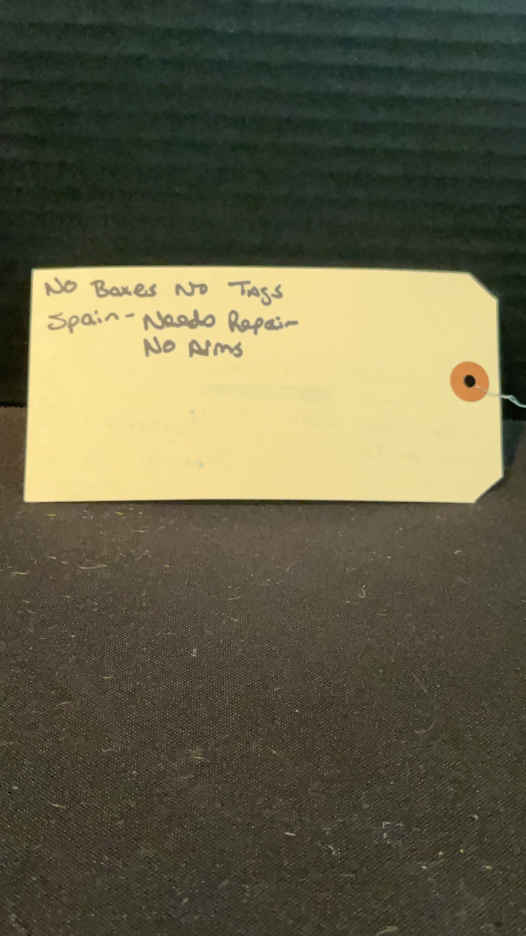 No Boxes No Tags
Spain - Needs Repair
No Arms